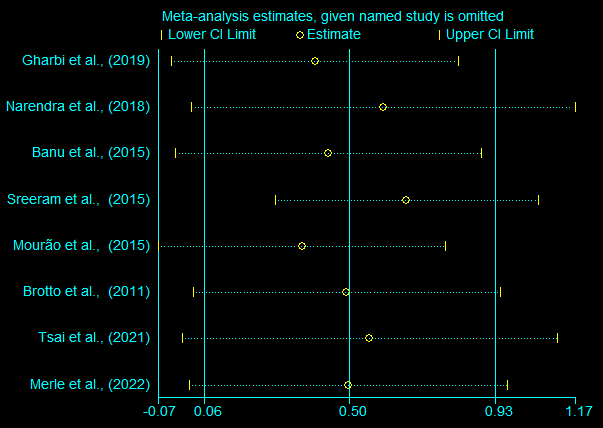 Meta-analysis estimates, given named study is omitted
Lower CI Limit Estimate Upper CI Limit
Gharbi et al., (2019)
Narendra et al., (2018)
Banu et al., (2015)
Sreeram et al., (2015)
Mourão et al., (2015)
Brotto et al., (2011)
Tsai et al., (2021)
Merle et al., (2022)
-0.07 0.06 0.50 0.93 1.17